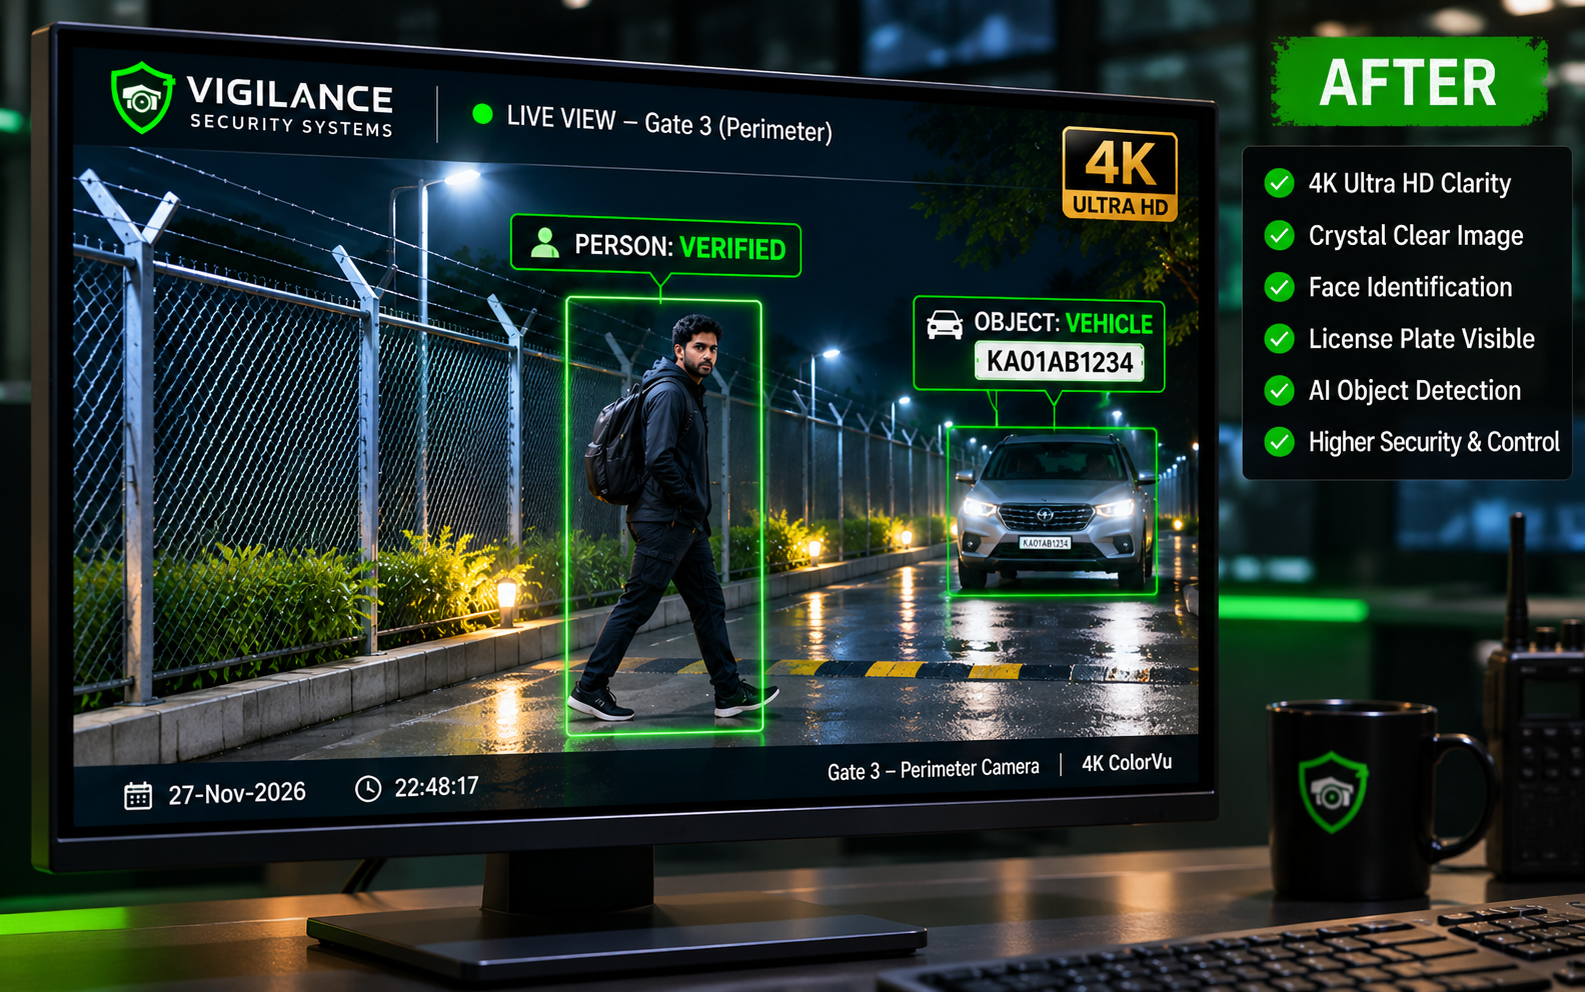 VIGILANCE
SECURITY SYSTEMS
LIVE VIEW – Gate 3 (Perimeter)
4K
ULTRA HD
PERSON: VERIFIED
OBJECT: VEHICLE
KA01AB1234
KA01AB1234
27-Nov-2026
22:48:17
Gate 3 – Perimeter Camera | 4K ColorVu
AFTER
4K Ultra HD Clarity
Crystal Clear Image
Face Identification
License Plate Visible
AI Object Detection
Higher Security & Control